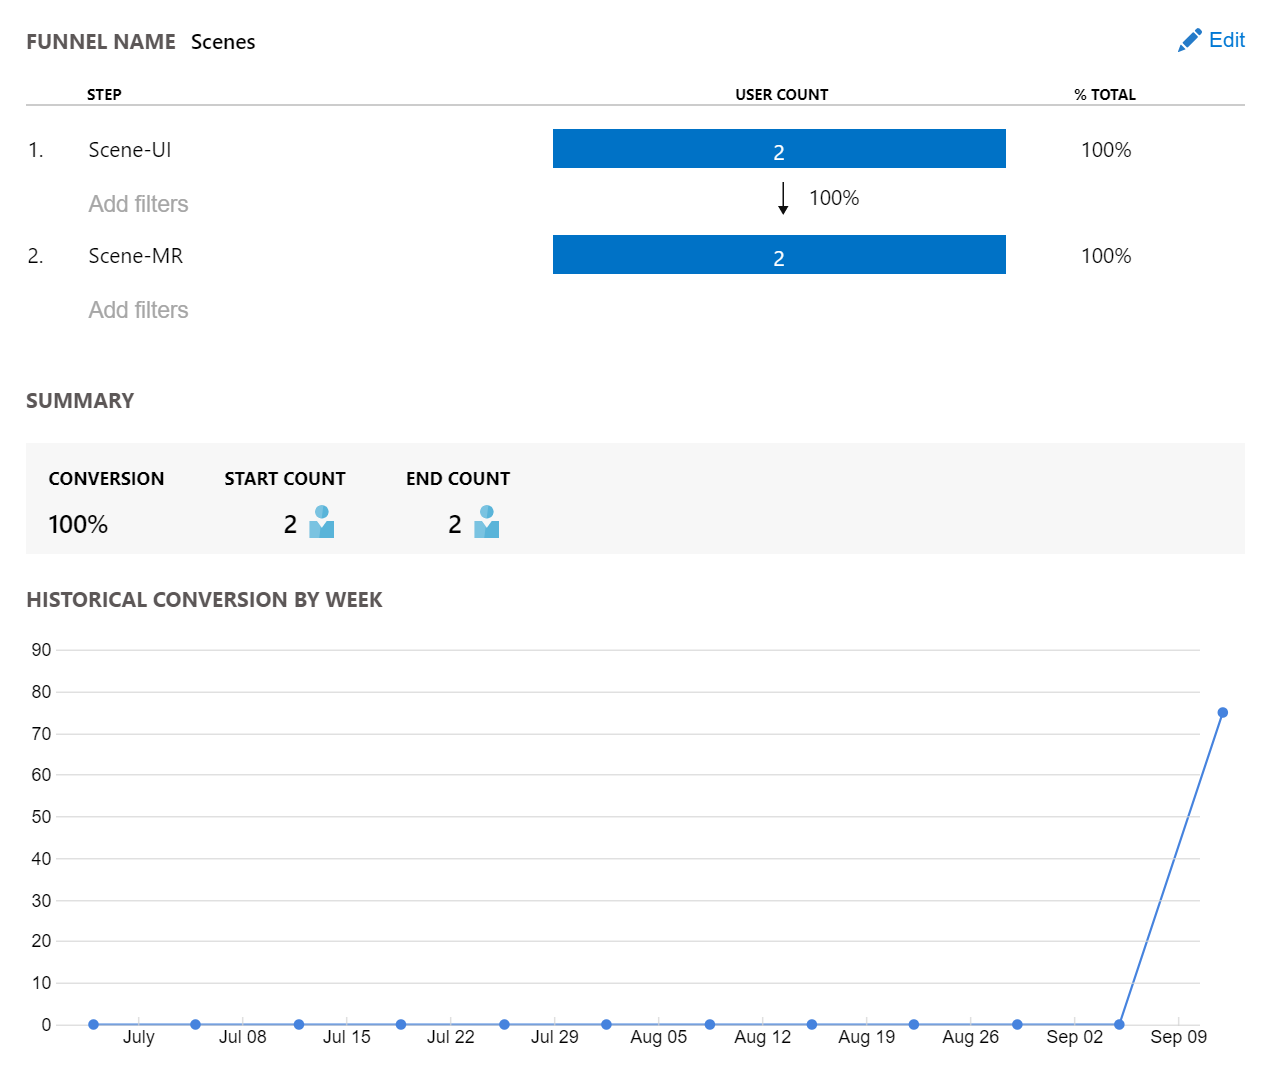 FUNNEL NAME Scenes Edit
STEP USER COUNT % TOTAL
1. Scene-UI 2 100%
Add filters 100%
2. Scene-MR 2 100%
Add filters
SUMMARY
CONVERSION START COUNT END COUNT
100% 2 2
HISTORICAL CONVERSION BY WEEK
90
80
70
60
50
40
30
20
10
0
July Jul 08 Jul 15 Jul 22 Jul 29 Aug 05 Aug 12 Aug 19 Aug 26 Sep 02 Sep 09